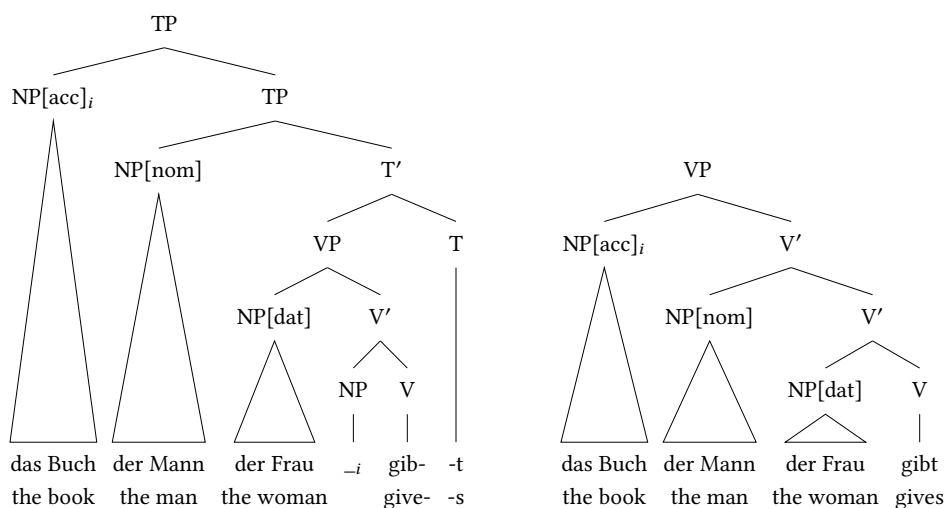 TP
NP[acc]i TP
NP[nom] T′ VP
VP T NP[acc]i V′
NP[dat] V′ NP[nom] V′
NP V NP[dat] V
das Buch der Mann der Frau _i gib- -t das Buch der Mann der Frau gibt
the book the man the woman give- -s the book the man the woman gives